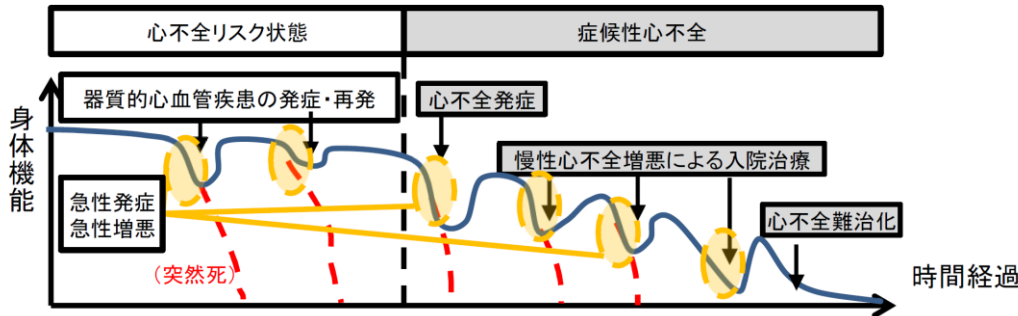 心不全リスク状態
症候性心不全
身体機能
器質的心血管疾患の発症・再発
心不全発症
慢性心不全増悪による入院治療
急性発症
急性増悪
心不全難治化
(突然死)
時間経過